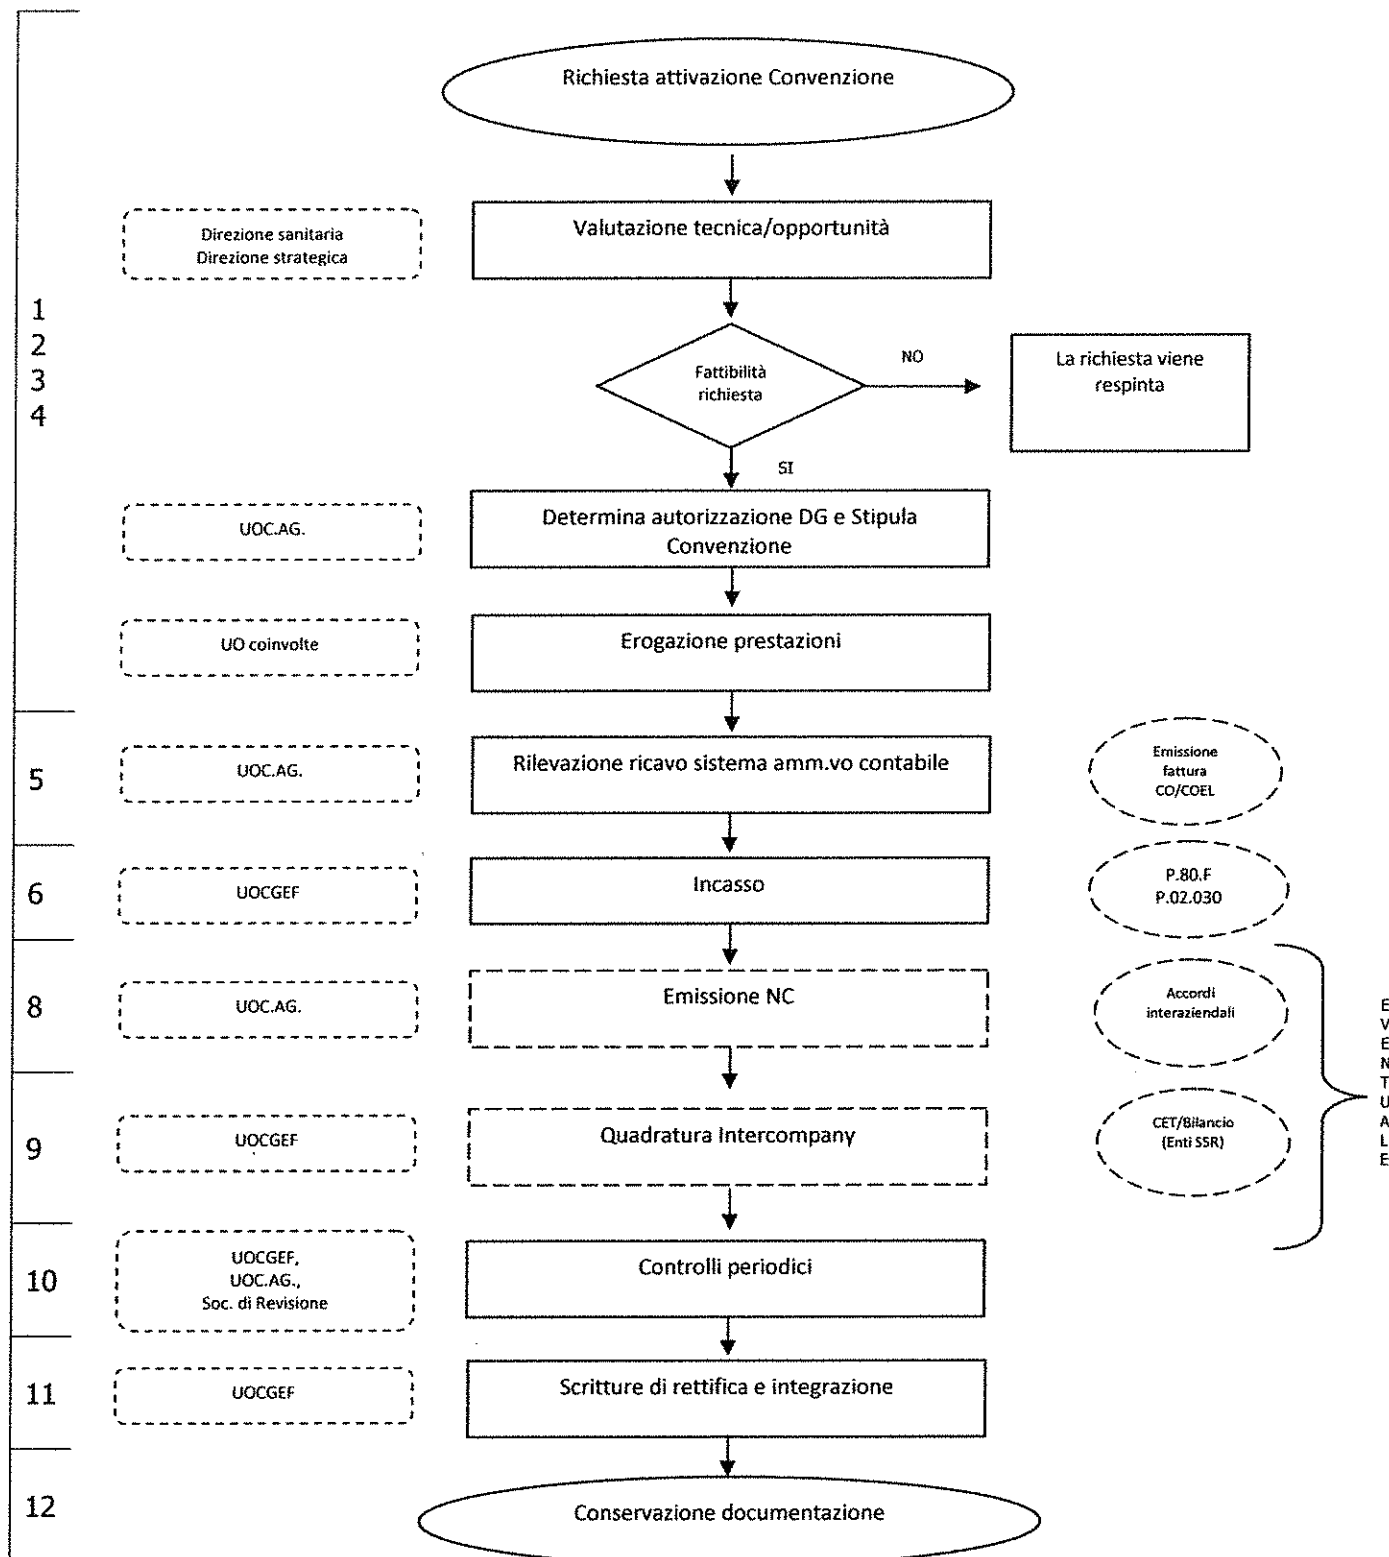 Richiesta attivazione Convenzione
Direzione sanitaria
Direzione strategica
Valutazione tecnica/opportunità
1
2
3
4
Fattibilità
richiesta
NO
La richiesta viene
respinta
SI
UOC.AG.
Determina autorizzazione DG e Stipula
Convenzione
UO coinvolte
Erogazione prestazioni
5
UOC.AG.
Rilevazione ricavo sistema amm.vo contabile
Emissione
fattura
CO/COEL
6
UOCGEF
Incasso
P.80.F
P.02.030
8
UOC.AG.
Emissione NC
Accordi
interaziendali
EVENTUALE
9
UOCGEF
Quadratura Intercompany
CET/Bilancio
(Enti SSR)
10
UOCGEF,
UOC.AG.,
Soc. di Revisione
Controlli periodici
11
UOCGEF
Scritture di rettifica e integrazione
12
Conservazione documentazione